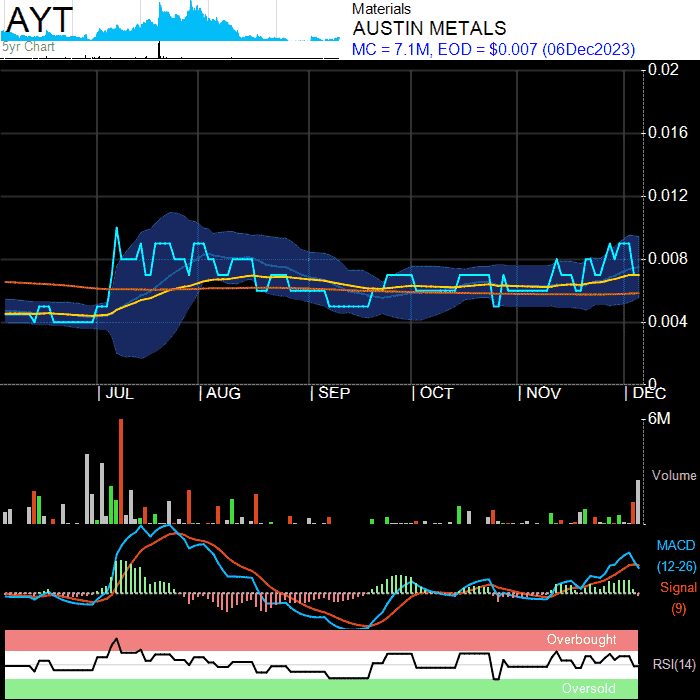 AYT
5yr Chart
Materials
AUSTIN METALS
MC = 7.1M, EOD = $0.007 (06Dec2023)
0.02
0.016
0.012
0.008
0.004
0
| JUL | AUG | SEP | OCT | NOV | DEC
6M
Volume
MACD
(12-26)
Signal
(9)
Overbought
RSI(14)
Oversold